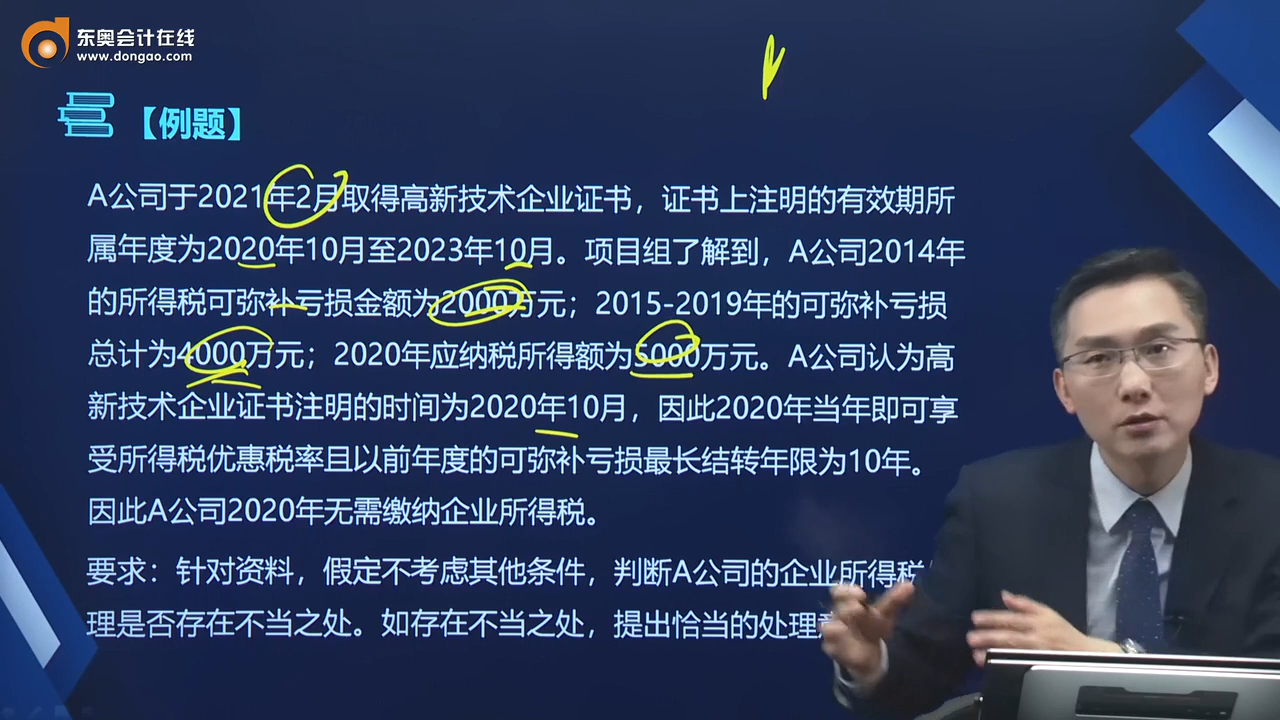 东奥会计在线
www.dongao.com
【例题】
A公司于2021年2月取得高新技术企业证书，证书上注明的有效期所
属年度为2020年10月至2023年10月。项目组了解到，A公司2014年
的所得税可弥补亏损金额为2000万元；2015-2019年的可弥补亏损
总计为4000万元；2020年应纳税所得额为5000万元。A公司认为高
新技术企业证书注明的时间为2020年10月，因此2020年当年即可享
受所得税优惠税率且以前年度的可弥补亏损最长结转年限为10年。
因此A公司2020年无需缴纳企业所得税。
要求：针对资料，假定不考虑其他条件，判断A公司的企业所得税
理是否存在不当之处。如存在不当之处，提出恰当的处理